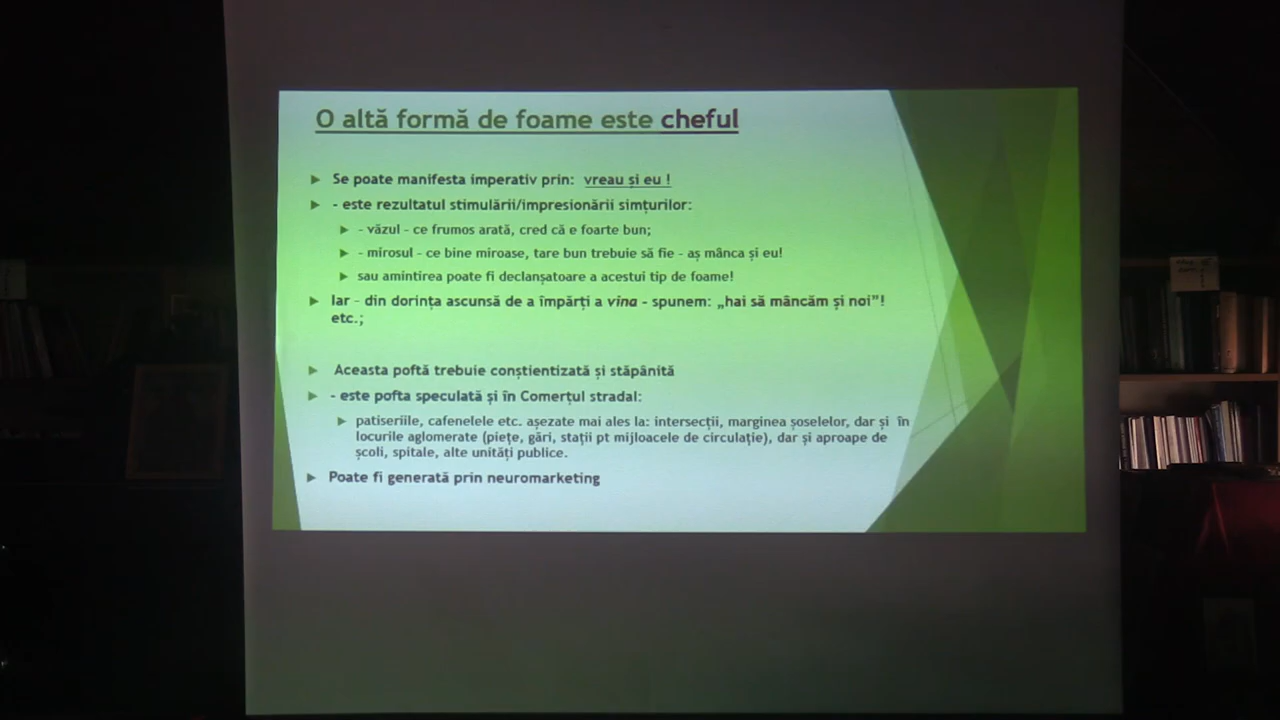 O altă formă de foame este cheful
Se poate manifesta imperativ prin: vreau și eu !
- este rezultatul stimulării/impresionării simțurilor:
- văzul - ce frumos arată, cred că e foarte bun;
- mirosul - ce bine miroase, tare bun trebuie să fie - aș mânca și eu!
sau amintirea poate fi declanșatoare a acestui tip de foame!
Iar - din dorința ascunsă de a împărți a vina - spunem: „hai să mâncăm și noi”!
etc.;
Aceasta poftă trebuie conștientizată și stăpânită
- este pofta speculată și în Comerțul stradal:
patiseriile, cafenelele etc. așezate mai ales la: intersecții, marginea șoselelor, dar și în
locurile aglomerate (piețe, gări, stații pt mijloacele de circulație), dar și aproape de
școli, spitale, alte unități publice.
Poate fi generată prin neuromarketing